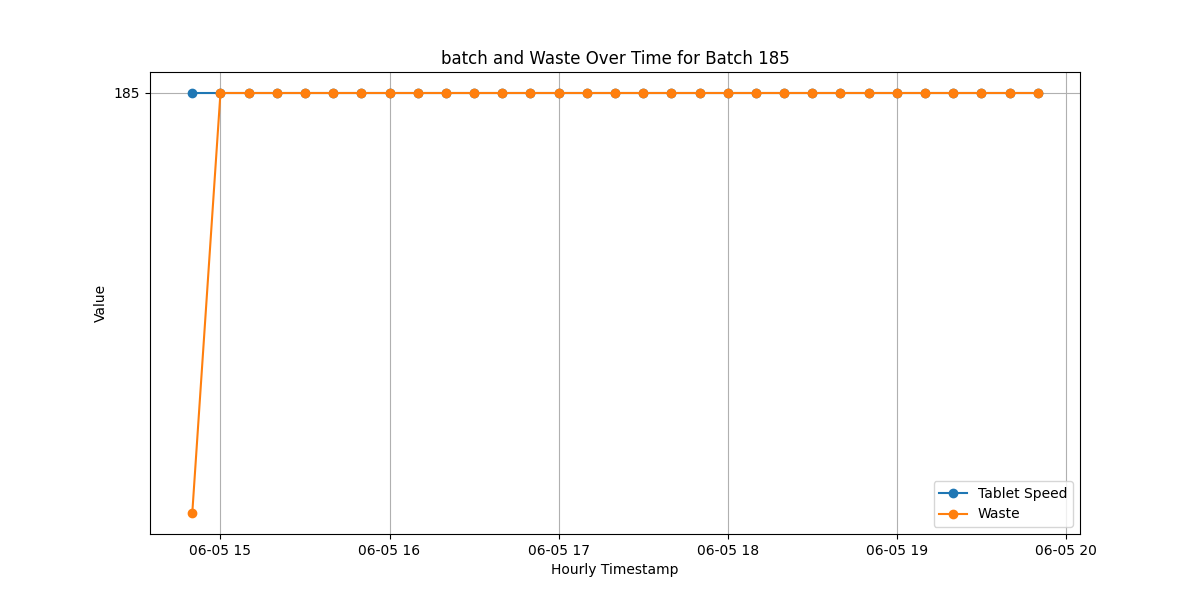 batch and Waste Over Time for Batch 185
185
Value
Tablet Speed
Waste
06-05 15 06-05 16 06-05 17 06-05 18 06-05 19 06-05 20
Hourly Timestamp